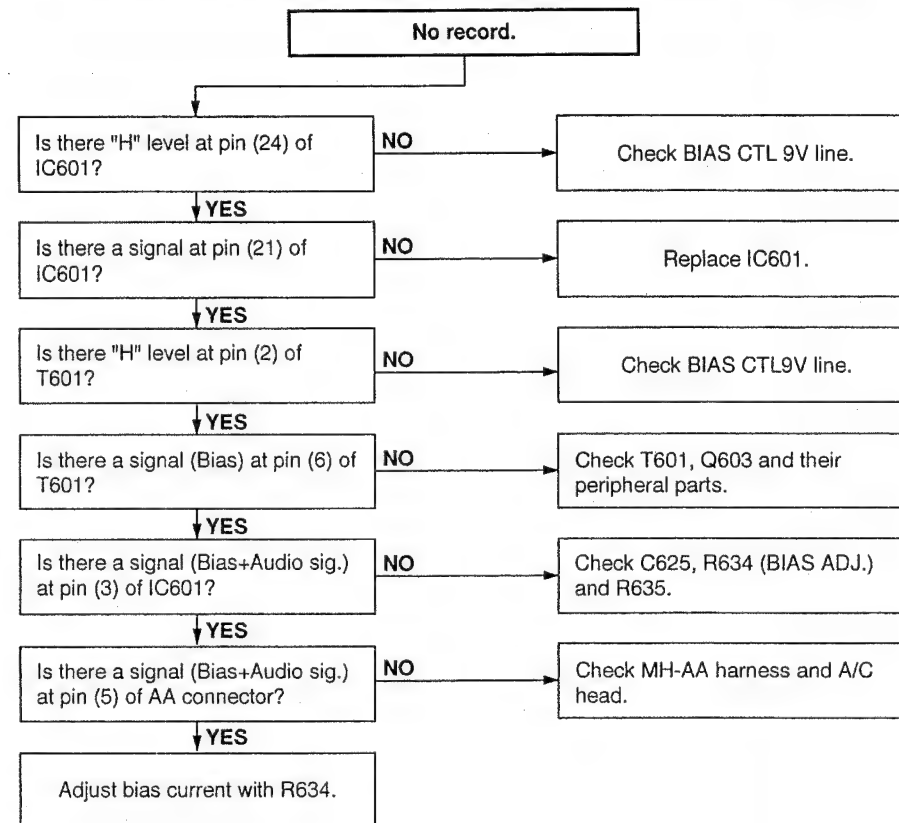 No record.
Is there "H" level at pin (24) of
IC601?
NO
Check BIAS CTL 9V line.
YES
Is there a signal at pin (21) of
IC601?
NO
Replace IC601.
YES
Is there "H" level at pin (2) of
T601?
NO
Check BIAS CTL9V line.
YES
Is there a signal (Bias) at pin (6) of
T601?
NO
Check T601, Q603 and their
peripheral parts.
YES
Is there a signal (Bias+Audio sig.)
at pin (3) of IC601?
NO
Check C625, R634 (BIAS ADJ.)
and R635.
YES
Is there a signal (Bias+Audio sig.)
at pin (5) of AA connector?
NO
Check MH-AA harness and A/C
head.
YES
Adjust bias current with R634.